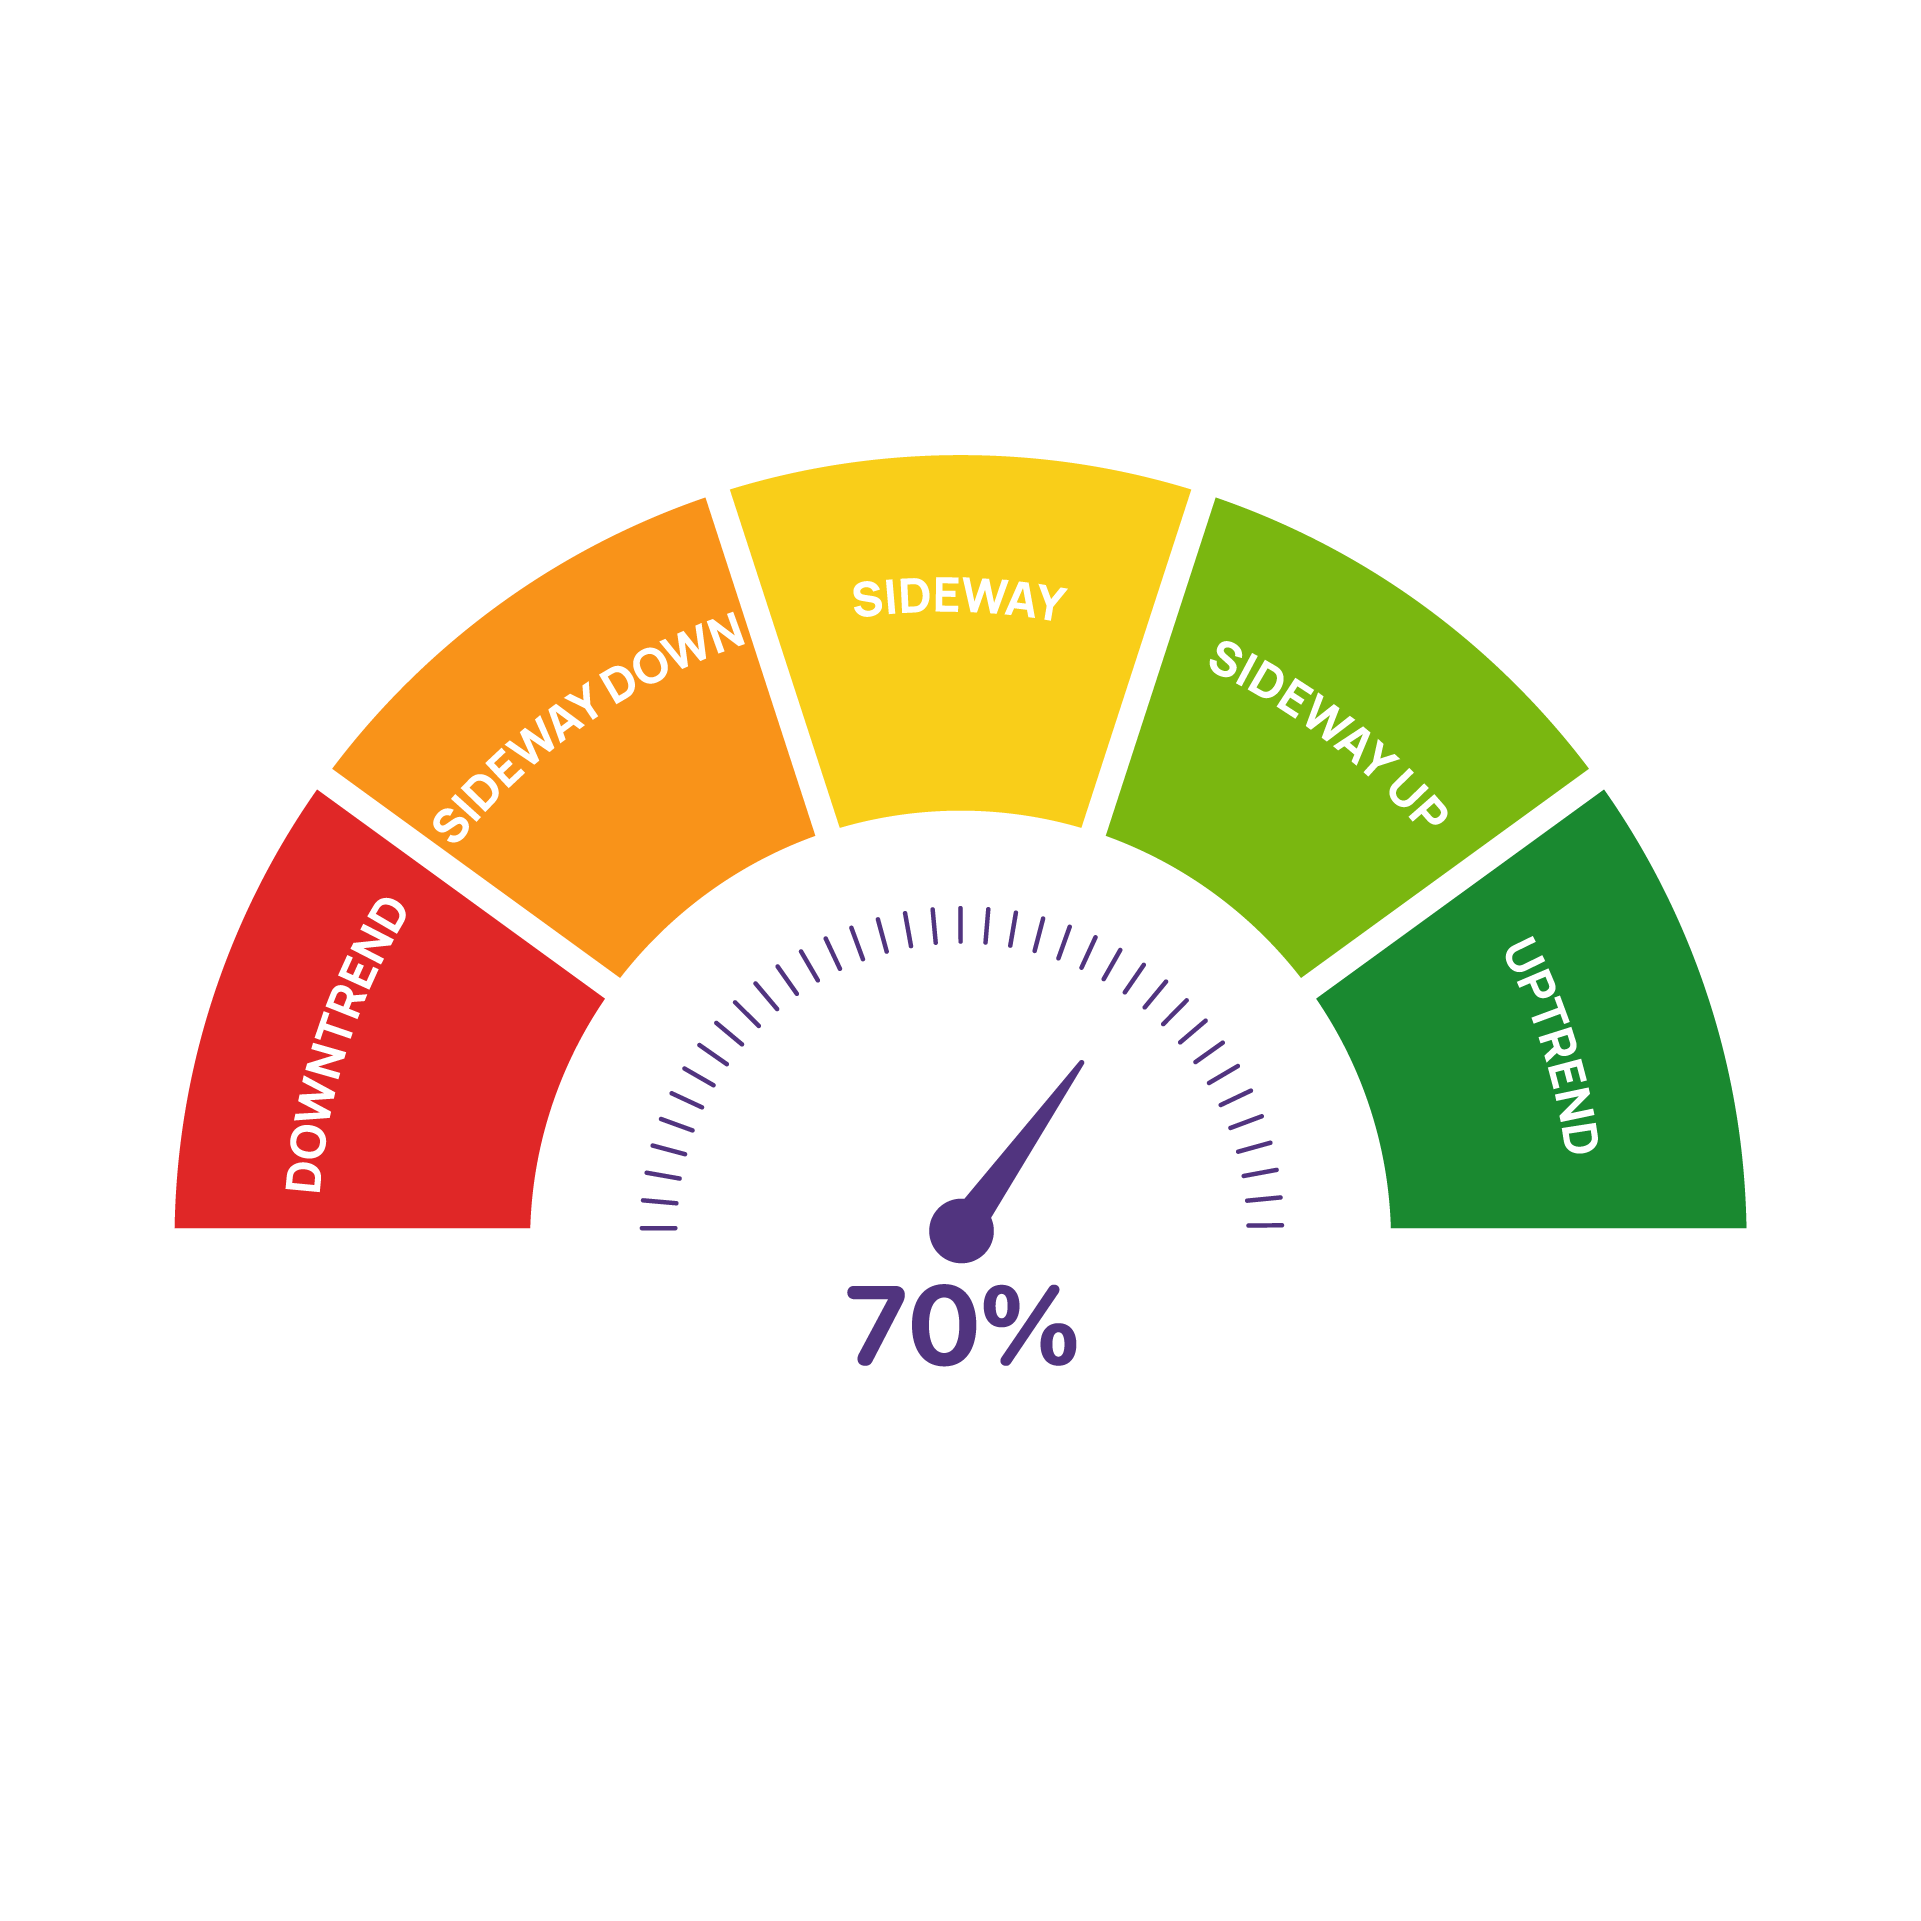 DOWNTREND
SIDEWAY DOWN
SIDEWAY
SIDEWAY UP
UPTREND
70%